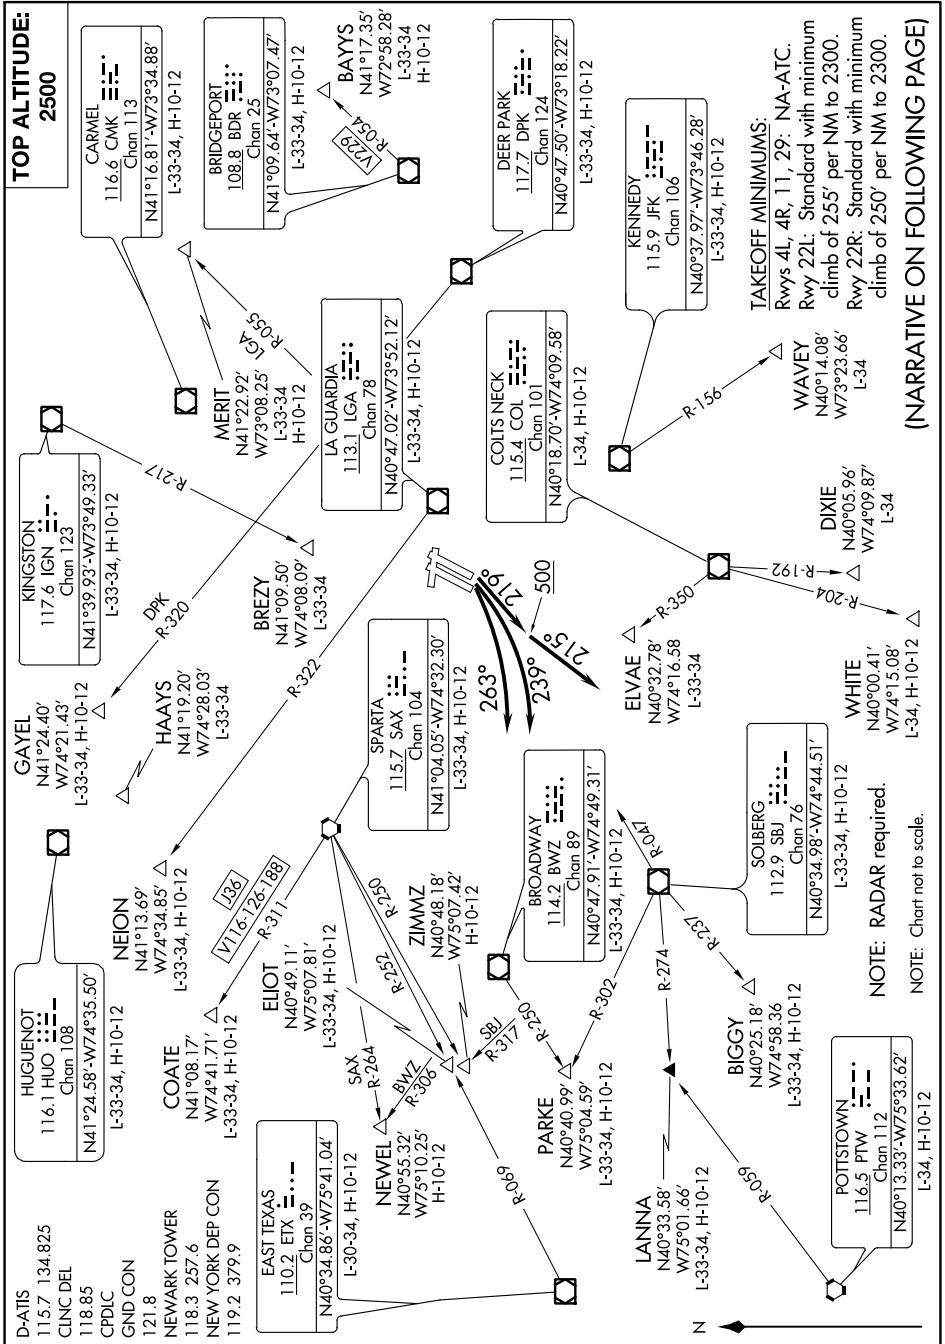 D-ATIS
115.7 134.825
CLNC DEL
118.85
CPDLC
GND CON
121.8
NEWARK TOWER
118.3 257.6
NEW YORK DEP CON
119.2 379.9
TOP ALTITUDE:
2500
HUGUENOT
116.1 HUO
Chan 108
N41°24.58'-W74°35.50'
L-33-34, H-10-12
GAYEL
N41°24.40'
W74°21.43'
L-33-34, H-10-12
HAAYS
N41°19.20'
W74°28.03'
L-33-34
KINGSTON
117.6 IGN
Chan 123
N41°39.93'-W73°49.33'
L-33-34, H-10-12
CARMEL
116.6 CMK
Chan 113
N41°16.81'-W73°34.88'
L-33-34, H-10-12
BRIDGEPORT
108.8 BDR
Chan 25
N41°09.64'-W73°07.47'
L-33-34, H-10-12
V229
R-054
BAYYS
N41°17.35'
W72°58.28'
L-33-34
H-10-12
MERIT
N41°22.92'
W73°08.25'
L-33-34
H-10-12
LGA
R-055
DPK
R-320
R-217
BREZY
N41°09.50'
W74°08.09'
L-33-34
NEION
N41°13.69'
W74°34.85'
L-33-34, H-10-12
R-322
COATE
N41°08.17'
W74°41.71'
L-33-34, H-10-12
J36
V116-126-188
R-311
LA GUARDIA
113.1 LGA
Chan 78
N40°47.02'-W73°52.12'
L-33-34, H-10-12
DEER PARK
117.7 DPK
Chan 124
N40°47.50'-W73°18.22'
L-33-34, H-10-12
SPARTA
115.7 SAX
Chan 104
N41°04.05'-W74°32.30'
L-33-34, H-10-12
EAST TEXAS
110.2 ETX
Chan 39
N40°34.86'-W75°41.04'
L-30-34, H-10-12
ELIOT
N40°49.11'
W75°07.81'
L-33-34, H-10-12
SAX
R-264
R-252
R-250
BWZ
R-306
NEWEL
N40°55.32'
W75°10.25'
H-10-12
ZIMMZ
N40°48.18'
W75°07.42'
H-10-12
SBJ
R-317
R-069
BROADWAY
114.2 BWZ
Chan 89
N40°47.91'-W74°49.31'
L-33-34, H-10-12
263°
239°
219°
500
215°
COLTS NECK
115.4 COL
Chan 101
N40°18.70'-W74°09.58'
L-34, H-10-12
KENNEDY
115.9 JFK
Chan 106
N40°37.97'-W73°46.28'
L-33-34, H-10-12
R-250
PARKE
N40°40.99'
W75°04.59'
L-33-34, H-10-12
R-302
R-047
R-274
R-237
ELVAE
N40°32.78'
W74°16.58
L-33-34
R-350
R-156
WAVEY
N40°14.08'
W73°23.66'
L-34
R-192
R-204
DIXIE
N40°05.96'
W74°09.87'
L-34
WHITE
N40°00.41'
W74°15.08'
L-34, H-10-12
SOLBERG
112.9 SBJ
Chan 76
N40°34.98'-W74°44.51'
L-33-34, H-10-12
LANNA
N40°33.58'
W75°01.66'
L-33-34, H-10-12
BIGGY
N40°25.18'
W74°58.36
L-33-34, H-10-12
R-059
POTTSTOWN
116.5 PTW
Chan 112
N40°13.33'-W75°33.62'
L-34, H-10-12
N
NOTE: RADAR required.
NOTE: Chart not to scale.
TAKEOFF MINIMUMS:
Rwys 4L, 4R, 11, 29: NA-ATC.
Rwy 22L: Standard with minimum
climb of 255' per NM to 2300.
Rwy 22R: Standard with minimum
climb of 250' per NM to 2300.
(NARRATIVE ON FOLLOWING PAGE)